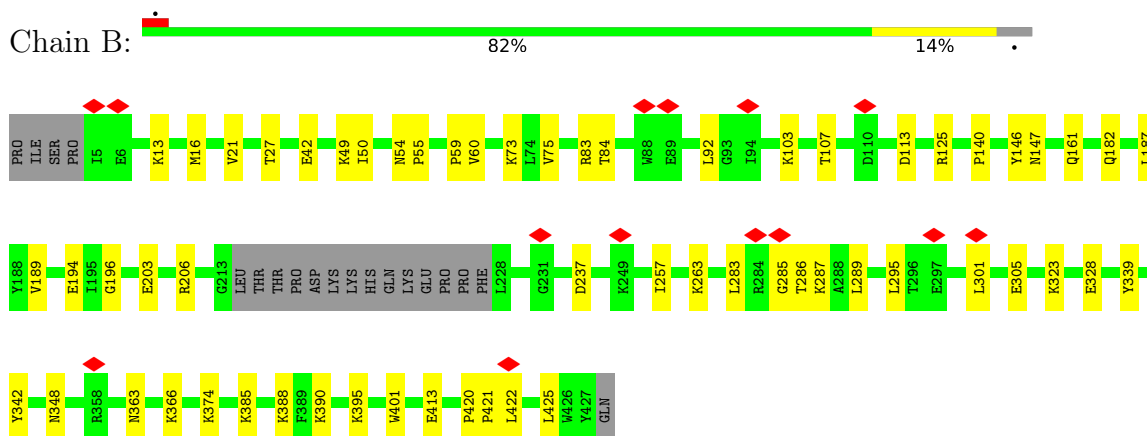 Chain B:
82% 14%
PRO ILE SER PRO I5 E6 K13 M16 V21 T27 E42 K49 I50 N54 P55 P59 V60 K73 L74 V75 R83 T84 W88 E89 L92 G93 I94 K103 T107 D110 D113 R125 P140 Y146 N147 Q161 Q182 L187
Y188 V189 E194 I195 G196 E203 R206 G213 LEU THR THR PRO ASP LYS LYS HIS GLN LYS GLU PRO PRO PHE L228 G231 D237 K249 I257 K263 L283 R284 G285 T286 K287 A288 L289 L295 T296 E297 L301 E305 K323 E328 Y339
Y342 N348 R358 N363 K366 K374 K385 K388 F389 K390 K395 W401 E413 P420 P421 L422 L425 W426 Y427 GLN